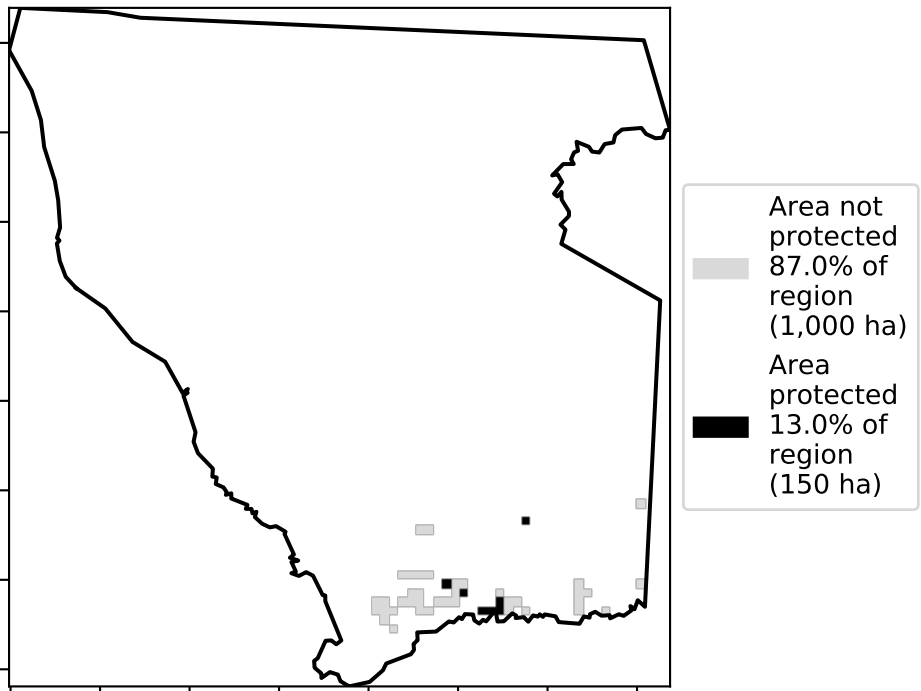 Area not
protected
87.0% of
region
(1,000 ha)
Area
protected
13.0% of
region
(150 ha)